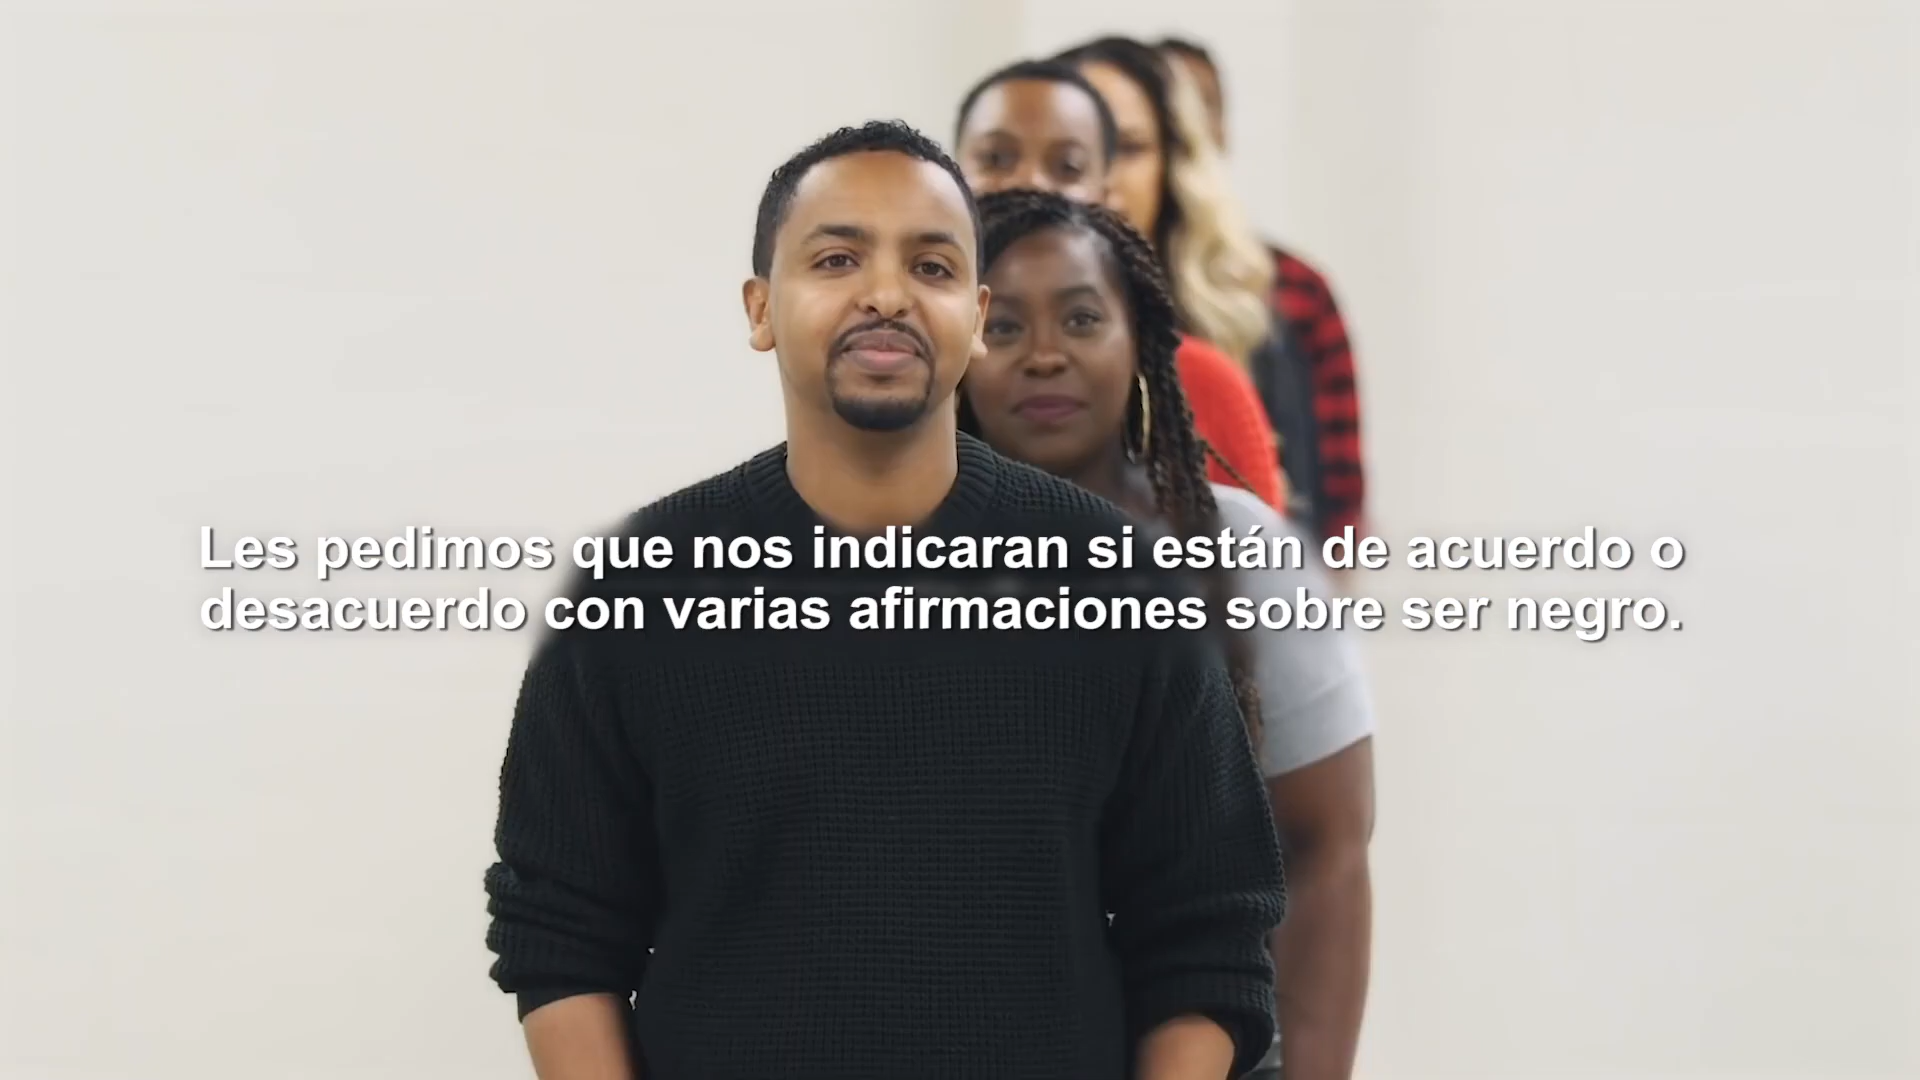 Les pedimos que nos indicaran si están de acuerdo o
desacuerdo con varias afirmaciones sobre ser negro.